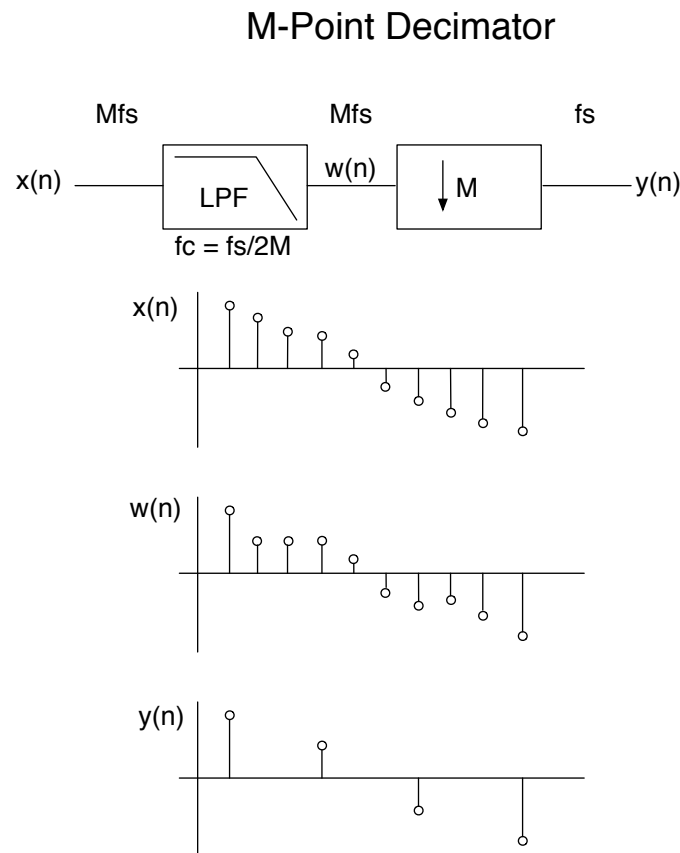 M-Point Decimator
Mfs Mfs fs
x(n) LPF w(n) M y(n)
fc = fs/2M
x(n)
w(n)
y(n)